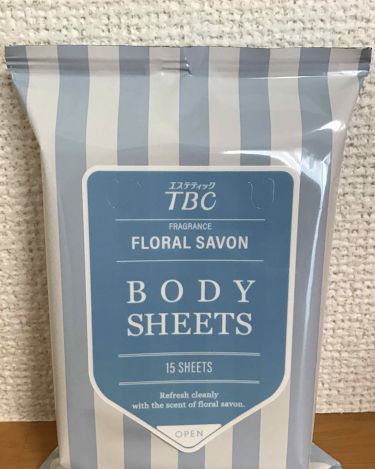 エステティック
TBC
FRAGRANCE
FLORAL SAVON
BODY
SHEETS
15 SHEETS
Refresh cleanly
with the scent of floral savon.
OPEN